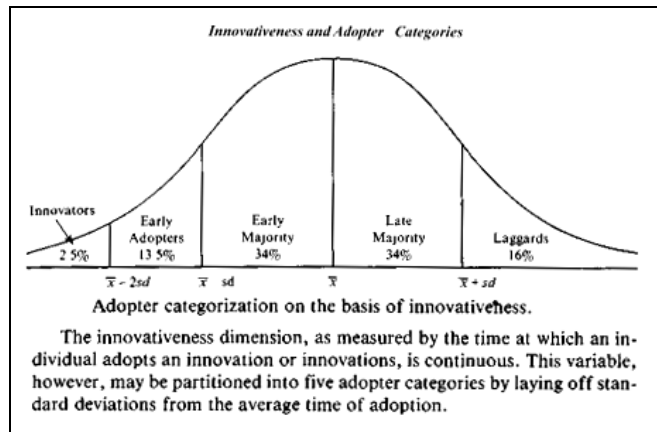 Innovativeness and Adopter Categories
Innovators
2 5%
Early
Adopters
13 5%
Early
Majority
34%
Late
Majority
34%
Laggards
16%
x̅ - 2sd
x̅ sd
x̅
x̅ + sd
Adopter categorization on the basis of innovativeness.
The innovativeness dimension, as measured by the time at which an in-
dividual adopts an innovation or innovations, is continuous. This variable,
however, may be partitioned into five adopter categories by laying off stan-
dard deviations from the average time of adoption.